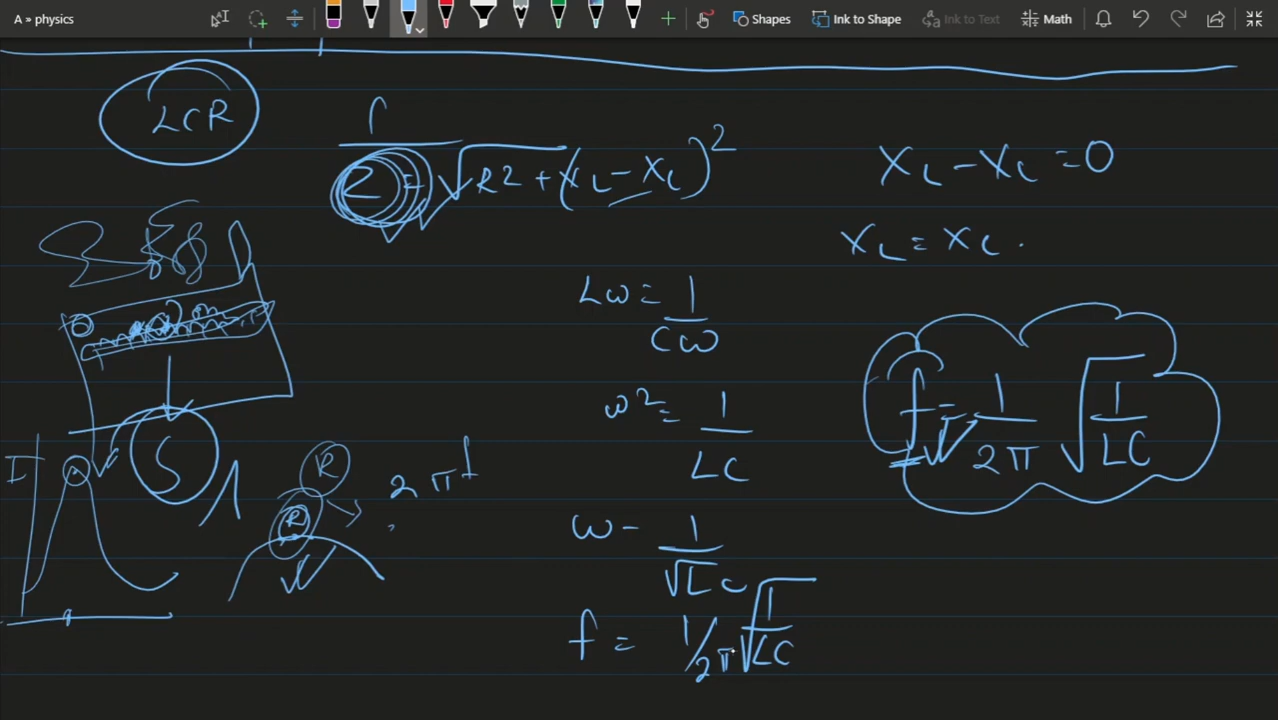 A » physics
Shapes
Ink to Shape
Ink to Text
Math
LCR
Z = √R2 + (XL - XC)²
XL - XC = 0
XL = XC .
Lω = 1/Cω
ω² = 1/LC
f = 1/2π √1/LC
S
I
R
R
2πf
ω - 1/√LC
f = 1/2π √1/LC